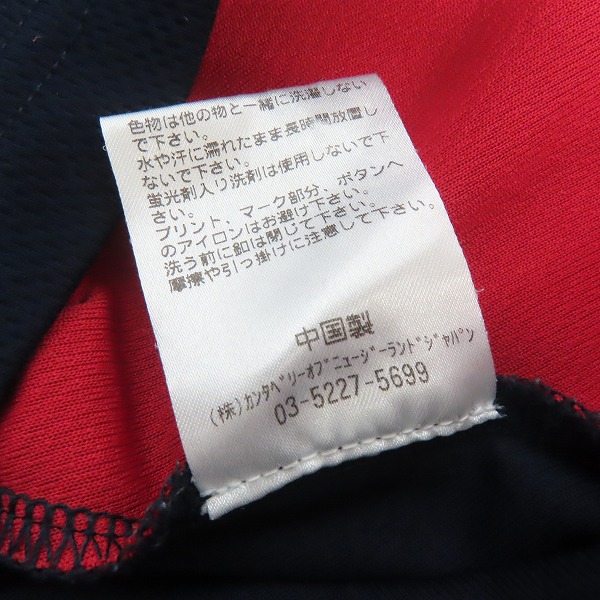 色物は他の物と一緒に洗濯しない
で下さい。
水や汗に濡れたまま長時間放置し
ないで下さい。
蛍光剤入り洗剤は使用しないで下
さい。
プリント、マーク部分、ボタンへ
のアイロンはお避け下さい。
洗う前に釦は閉じて下さい。
摩擦や引っ掛けに注意して下さい。
中国製
(株)カンタベリーオブニュージーランドジャパン
03-5227-5699